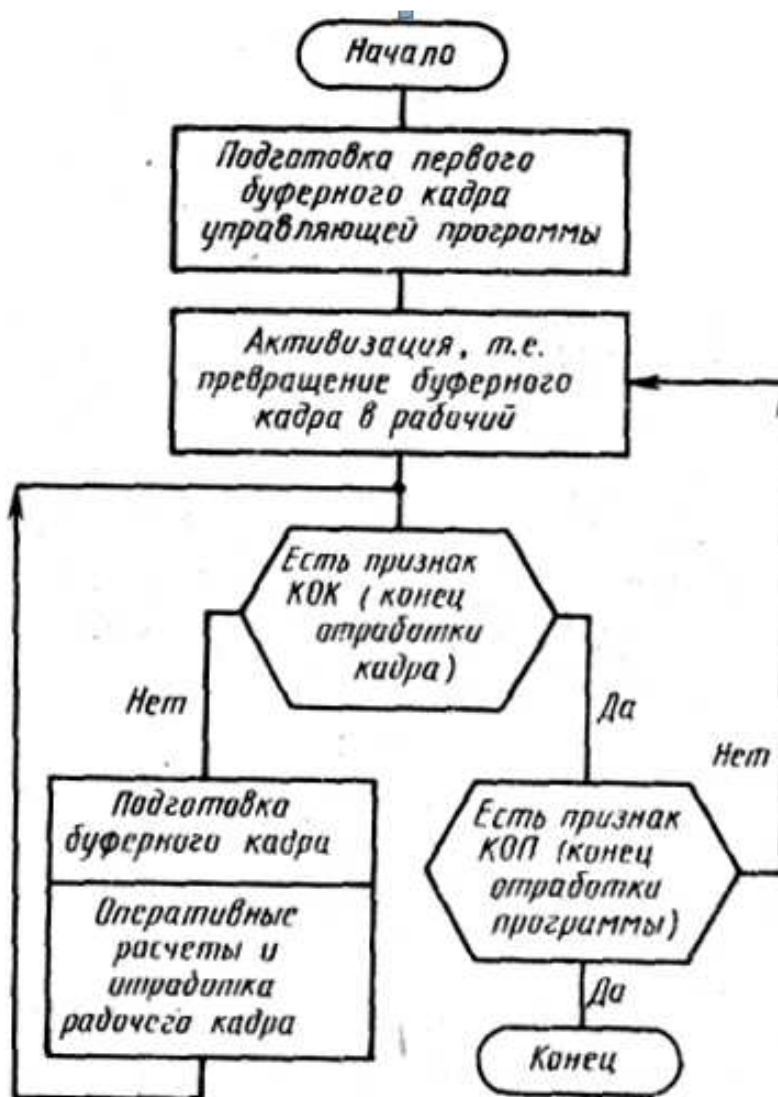 Начало
Подготовка первого
буферного кадра
управляющей программы
Активизация, т.е.
превращение буферного
кадра в рабочий
Есть признак
КОК (конец
отработки
кадра)
Нет
Да
Нет
Подготовка
буферного кадра
Есть признак
КОП (конец
отработки
программы)
Оперативные
расчеты и
отработка
рабочего кадра
Да
Конец